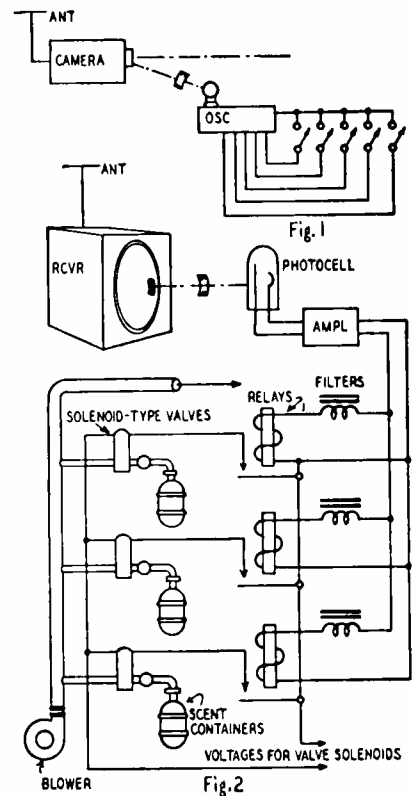 ANT
CAMERA
OSC
Fig. 1
ANT
RCVR
PHOTOCELL
AMPL
RELAYS
FILTERS
SOLENOID-TYPE VALVES
SCENT
CONTAINERS
VOLTAGES FOR VALVE SOLENOIDS
BLOWER
Fig. 2